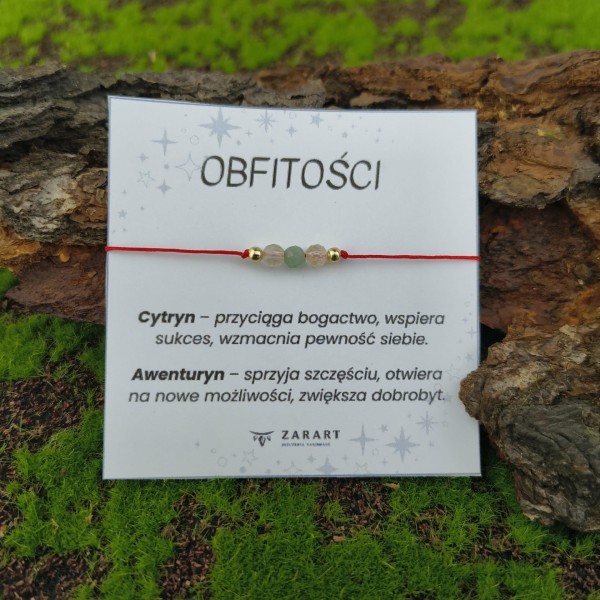 OBFITOŚCI
Cytryn – przyciąga bogactwo, wspiera
sukces, wzmacnia pewność siebie.
Awenturyn – sprzyja szczęściu, otwiera
na nowe możliwości, zwiększa dobrobyt.
ZARART